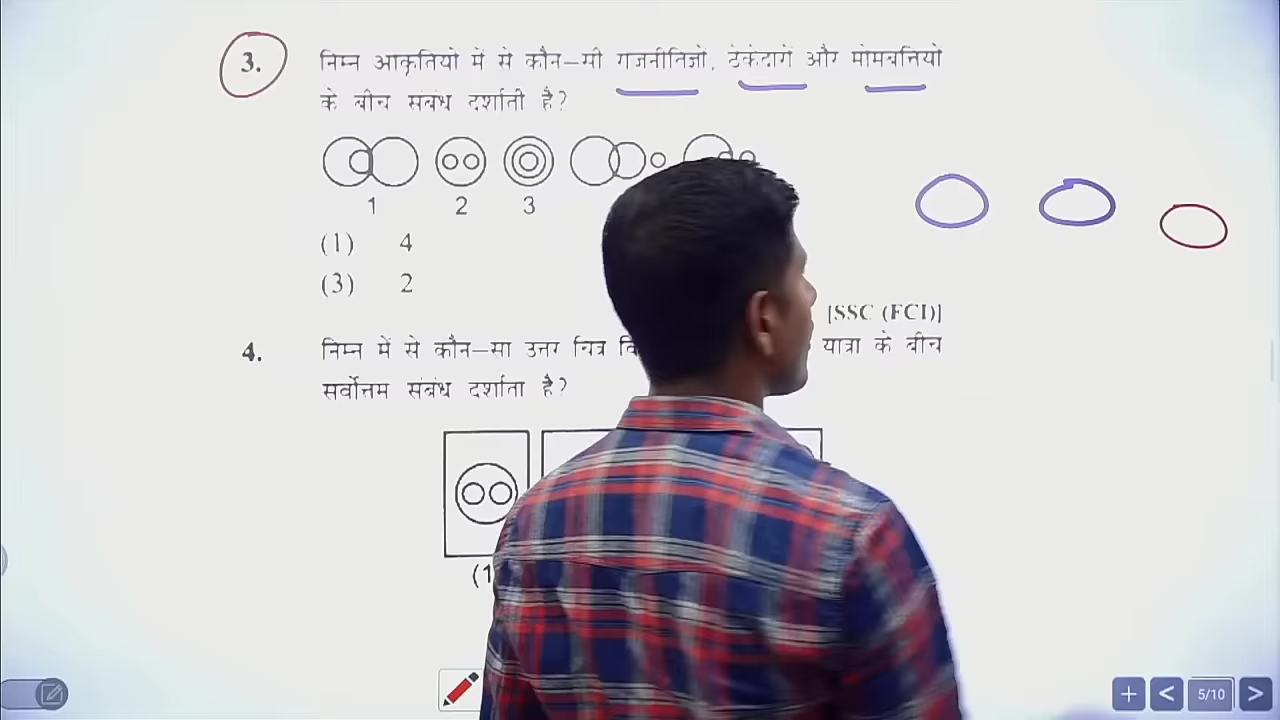 3. निम्न आकृतियो में से कौन–सी राजनीतिज्ञों, ठेकेदारों और मोमबत्तियो
के बीच संबंध दर्शाती है?
1 2 3
(1) 4
(3) 2
[SSC (FCI)]
4. निम्न में से कौन–सा उत्तर चित्र यात्रा के बीच
सर्वोत्तम संबंध दर्शाता है?
(1
5/10